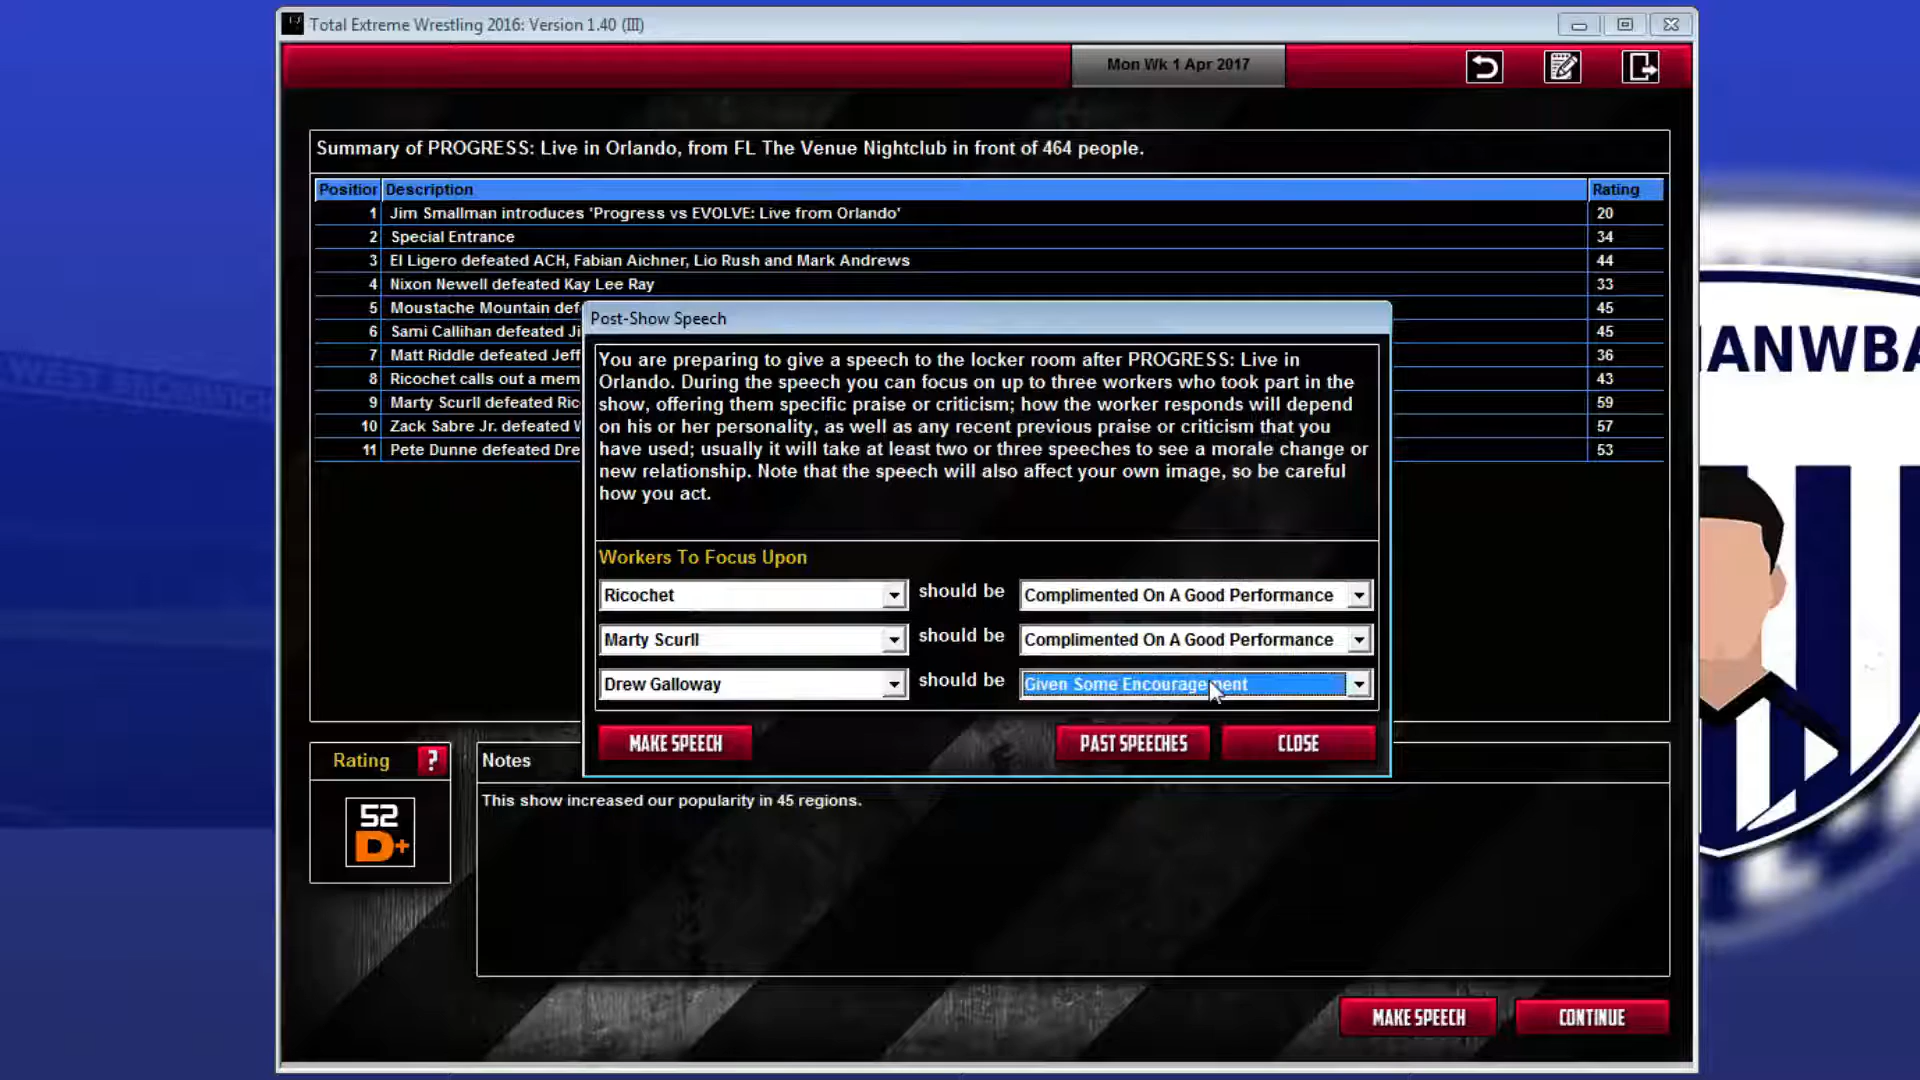 Total Extreme Wrestling 2016: Version 1.40 (III)
Mon Wk 1 Apr 2017
Summary of PROGRESS: Live in Orlando, from FL The Venue Nightclub in front of 464 people.
Position Description Rating
1 Jim Smallman introduces 'Progress vs EVOLVE: Live from Orlando' 20
2 Special Entrance 34
3 El Ligero defeated ACH, Fabian Aichner, Lio Rush and Mark Andrews 44
4 Nixon Newell defeated Kay Lee Ray 33
5 Moustache Mountain def 45
6 Sami Callihan defeated Ji 45
7 Matt Riddle defeated Jeff 36
8 Ricochet calls out a mem 43
9 Marty Scurll defeated Ric 59
10 Zack Sabre Jr. defeated W 57
11 Pete Dunne defeated Dre 53
Post-Show Speech
You are preparing to give a speech to the locker room after PROGRESS: Live in
Orlando. During the speech you can focus on up to three workers who took part in the
show, offering them specific praise or criticism; how the worker responds will depend
on his or her personality, as well as any recent previous praise or criticism that you
have used; usually it will take at least two or three speeches to see a morale change or
new relationship. Note that the speech will also affect your own image, so be careful
how you act.
Workers To Focus Upon
Ricochet should be Complimented On A Good Performance
Marty Scurll should be Complimented On A Good Performance
Drew Galloway should be Given Some Encouragement
MAKE SPEECH PAST SPEECHES CLOSE
Rating ?
52
D+
Notes
This show increased our popularity in 45 regions.
MAKE SPEECH CONTINUE
ANWBA